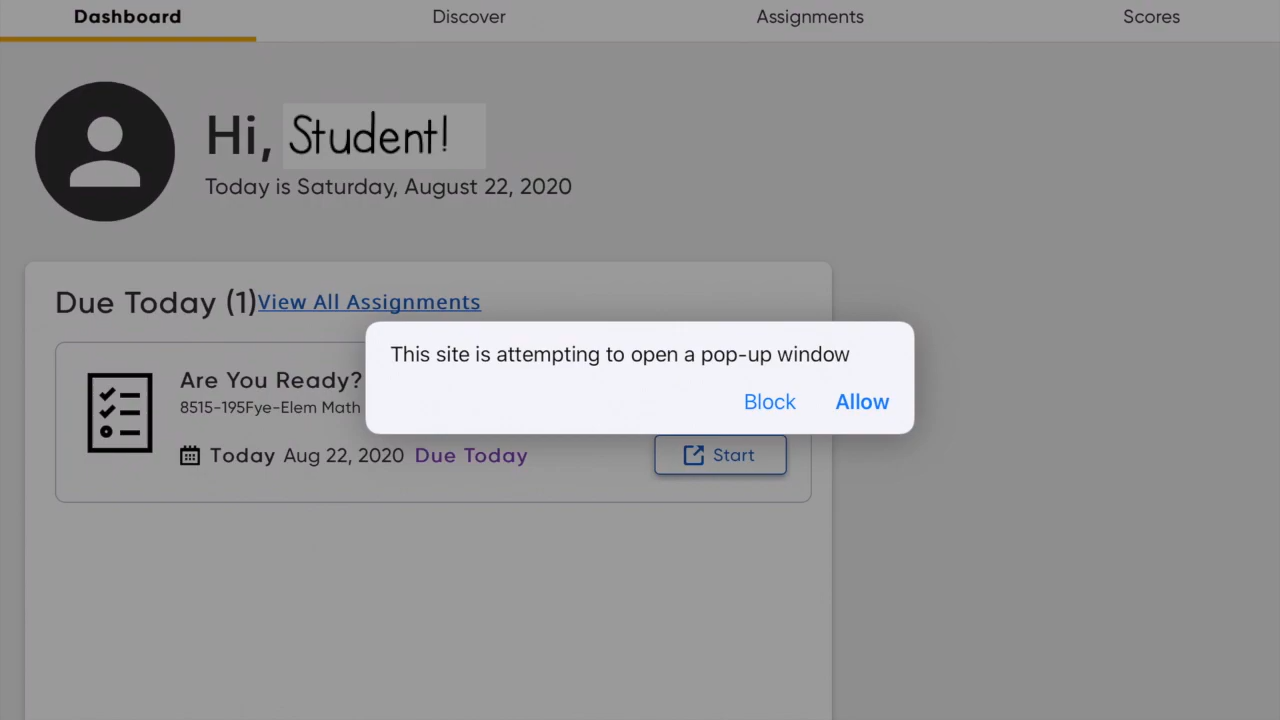 Dashboard Discover Assignments Scores
Hi, Student!
Today is Saturday, August 22, 2020
Due Today (1)View All Assignments
This site is attempting to open a pop-up window
Block Allow
Are You Ready?
8515-195Fye-Elem Math
Today Aug 22, 2020 Due Today Start